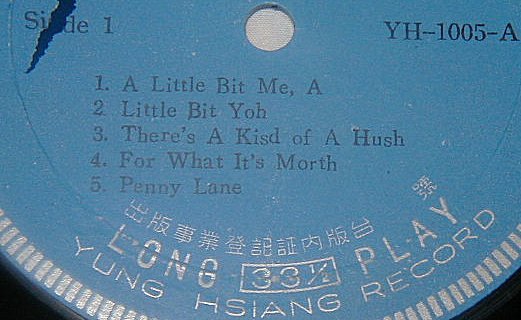 Side 1
YH-1005-A
1. A Little Bit Me, A
2. Little Bit Yoh
3. There's A Kisd of A Hush
4. For What It's Morth
5. Penny Lane
出版事業登記証内版台 號
LONG 33⅓ PLAY
YUNG HSIANG RECORD